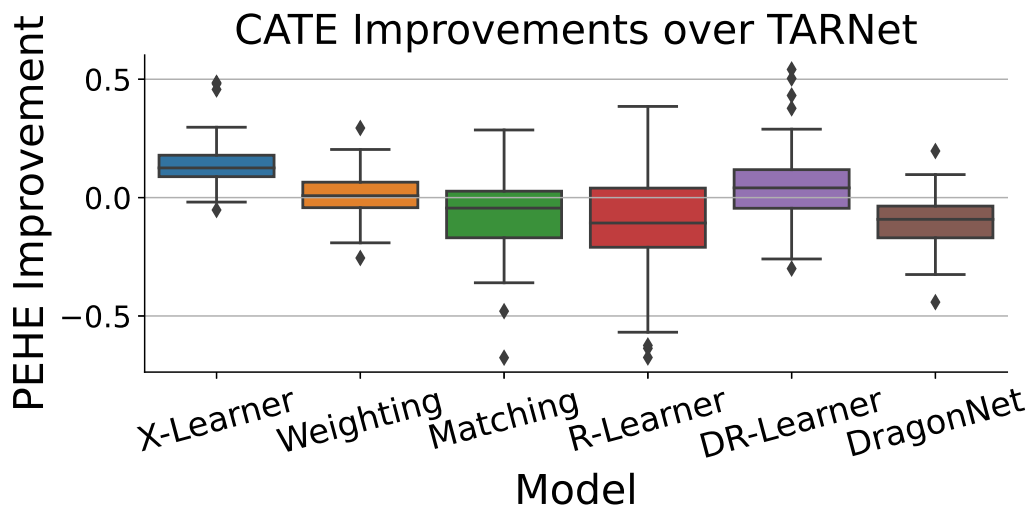 CATE Improvements over TARNet
PEHE Improvement
0.5
0.0
−0.5
X-Learner
Weighting
Matching
R-Learner
DR-Learner
DragonNet
Model